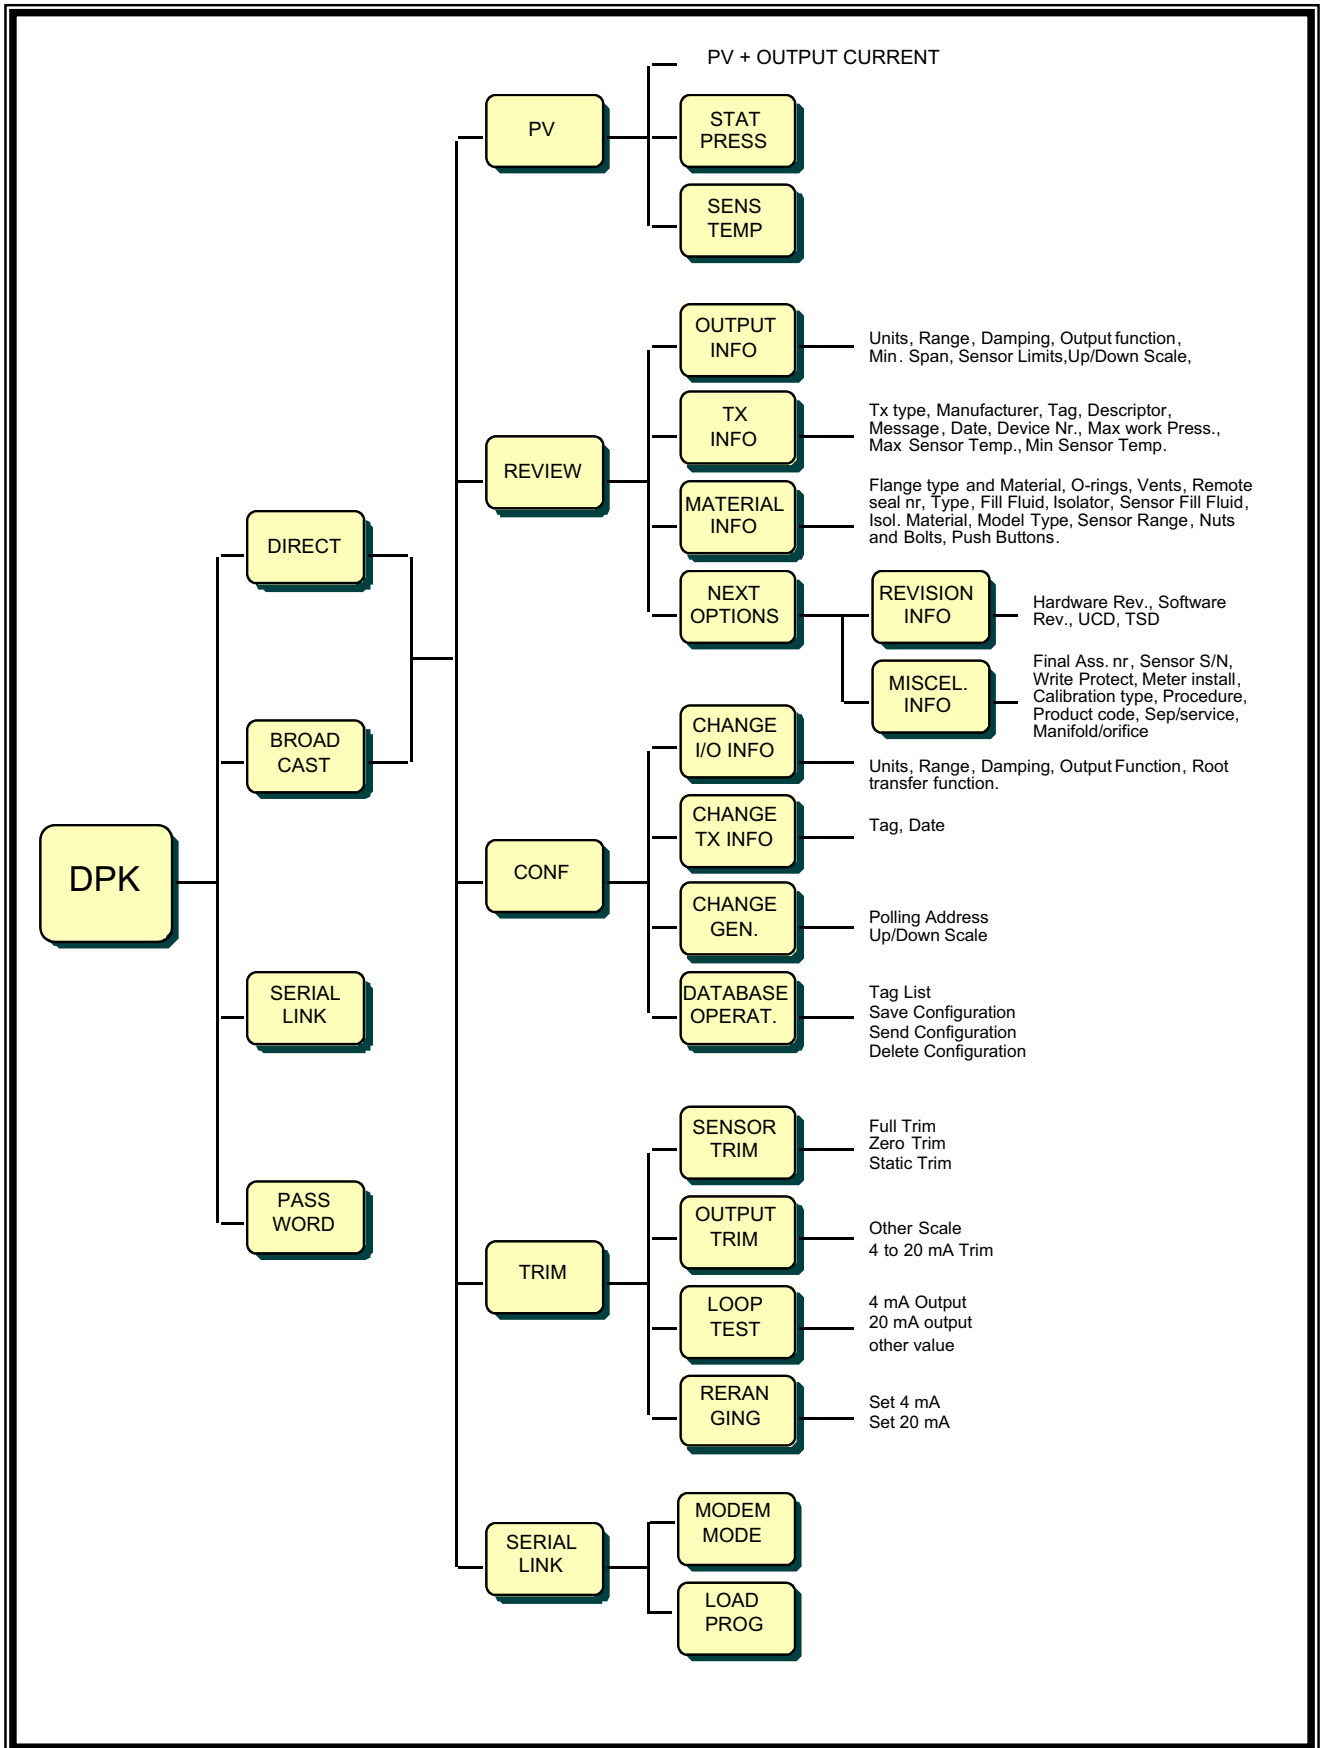 PV + OUTPUT CURRENT
PV
STAT
PRESS
SENS
TEMP
OUTPUT
INFO
Units, Range, Damping, Output function,
Min. Span, Sensor Limits,Up/Down Scale,
TX
INFO
Tx type, Manufacturer, Tag, Descriptor,
Message, Date, Device Nr., Max work Press.,
Max Sensor Temp., Min Sensor Temp.
REVIEW
MATERIAL
INFO
Flange type and Material, O-rings, Vents, Remote
seal nr, Type, Fill Fluid, Isolator, Sensor Fill Fluid,
Isol. Material, Model Type, Sensor Range, Nuts
and Bolts, Push Buttons.
DIRECT
NEXT
OPTIONS
REVISION
INFO
Hardware Rev., Software
Rev., UCD, TSD
MISCEL.
INFO
Final Ass. nr, Sensor S/N,
Write Protect, Meter install,
Calibration type, Procedure,
Product code, Sep/service,
Manifold/orifice
BROAD
CAST
CHANGE
I/O INFO
Units, Range, Damping, Output Function, Root
transfer function.
CHANGE
TX INFO
Tag, Date
DPK
CONF
CHANGE
GEN.
Polling Address
Up/Down Scale
SERIAL
LINK
DATABASE
OPERAT.
Tag List
Save Configuration
Send Configuration
Delete Configuration
SENSOR
TRIM
Full Trim
Zero Trim
Static Trim
PASS
WORD
OUTPUT
TRIM
Other Scale
4 to 20 mA Trim
TRIM
LOOP
TEST
4 mA Output
20 mA output
other value
RERAN
GING
Set 4 mA
Set 20 mA
MODEM
MODE
SERIAL
LINK
LOAD
PROG